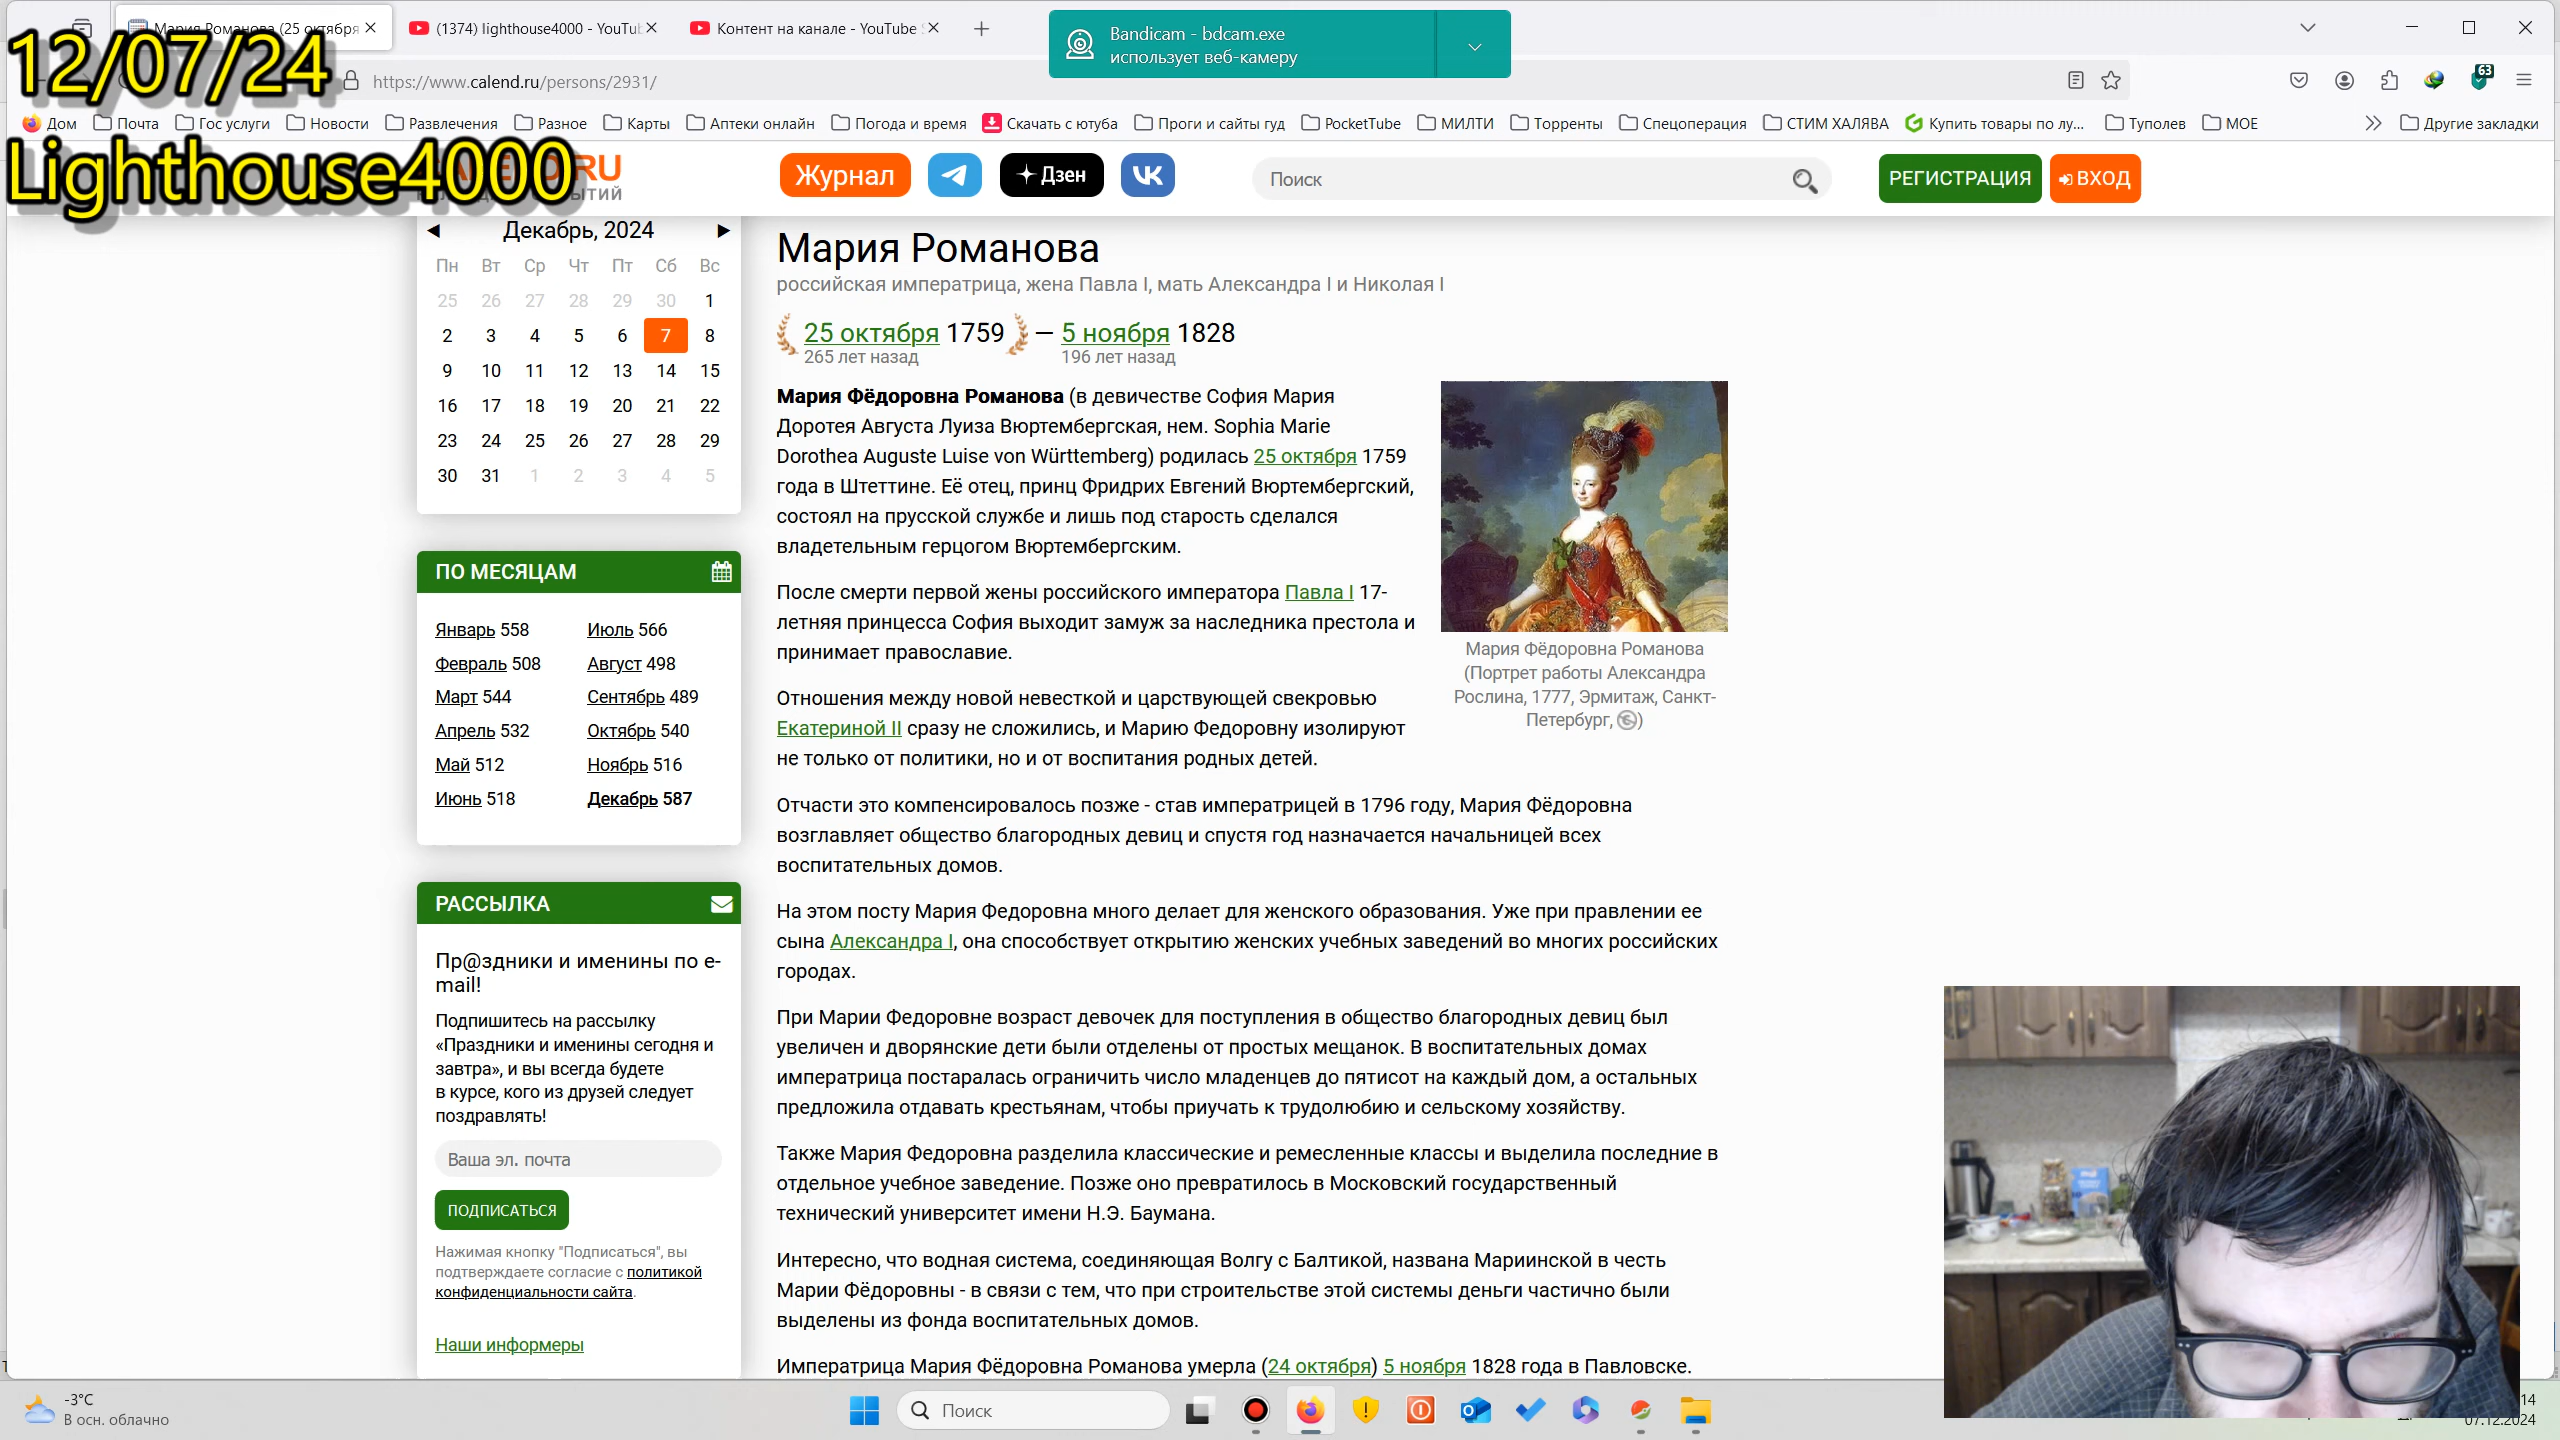 12/07/24
Lighthouse4000
Мария Романова (25 октября
(1374) lighthouse4000 - YouTub
Контент на канале - YouTube S
Bandicam - bdcam.exe
использует веб-камеру
https://www.calend.ru/persons/2931/
63
Дом
Почта
Гос услуги
Новости
Развлечения
Разное
Карты
Аптеки онлайн
Погода и время
Скачать с ютуба
Проги и сайты гуд
PocketTube
МИЛТИ
Торренты
Спецоперация
СТИМ ХАЛЯВА
Купить товары по лу...
Туполев
МОЕ
Другие закладки
Журнал
Дзен
Поиск
РЕГИСТРАЦИЯ
ВХОД
Декабрь, 2024
Пн Вт Ср Чт Пт Сб Вс
25 26 27 28 29 30 1
2 3 4 5 6 7 8
9 10 11 12 13 14 15
16 17 18 19 20 21 22
23 24 25 26 27 28 29
30 31 1 2 3 4 5
ПО МЕСЯЦАМ
Январь 558 Июль 566
Февраль 508 Август 498
Март 544 Сентябрь 489
Апрель 532 Октябрь 540
Май 512 Ноябрь 516
Июнь 518 Декабрь 587
РАССЫЛКА
Пр@здники и именины по e-
mail!
Подпишитесь на рассылку
«Праздники и именины сегодня и
завтра», и вы всегда будете
в курсе, кого из друзей следует
поздравлять!
Ваша эл. почта
ПОДПИСАТЬСЯ
Нажимая кнопку "Подписаться", вы
подтверждаете согласие с политикой
конфиденциальности сайта.
Наши информеры
Мария Романова
российская императрица, жена Павла I, мать Александра I и Николая I
25 октября 1759 — 5 ноября 1828
265 лет назад 196 лет назад
Мария Фёдоровна Романова (в девичестве София Мария
Доротея Августа Луиза Вюртембергская, нем. Sophia Marie
Dorothea Auguste Luise von Württemberg) родилась 25 октября 1759
года в Штеттине. Её отец, принц Фридрих Евгений Вюртембергский,
состоял на прусской службе и лишь под старость сделался
владетельным герцогом Вюртембергским.
После смерти первой жены российского императора Павла I 17-
летняя принцесса София выходит замуж за наследника престола и
принимает православие.
Отношения между новой невесткой и царствующей свекровью
Екатериной II сразу не сложились, и Марию Федоровну изолируют
не только от политики, но и от воспитания родных детей.
Мария Фёдоровна Романова
(Портрет работы Александра
Рослина, 1777, Эрмитаж, Санкт-
Петербург, )
Отчасти это компенсировалось позже - став императрицей в 1796 году, Мария Фёдоровна
возглавляет общество благородных девиц и спустя год назначается начальницей всех
воспитательных домов.
На этом посту Мария Федоровна много делает для женского образования. Уже при правлении ее
сына Александра I, она способствует открытию женских учебных заведений во многих российских
городах.
При Марии Федоровне возраст девочек для поступления в общество благородных девиц был
увеличен и дворянские дети были отделены от простых мещанок. В воспитательных домах
императрица постаралась ограничить число младенцев до пятисот на каждый дом, а остальных
предложила отдавать крестьянам, чтобы приучать к трудолюбию и сельскому хозяйству.
Также Мария Федоровна разделила классические и ремесленные классы и выделила последние в
отдельное учебное заведение. Позже оно превратилось в Московский государственный
технический университет имени Н.Э. Баумана.
Интересно, что водная система, соединяющая Волгу с Балтикой, названа Мариинской в честь
Марии Фёдоровны - в связи с тем, что при строительстве этой системы деньги частично были
выделены из фонда воспитательных домов.
Императрица Мария Фёдоровна Романова умерла (24 октября) 5 ноября 1828 года в Павловске.
-3°C
В осн. облачно
Поиск
14
07.12.2024